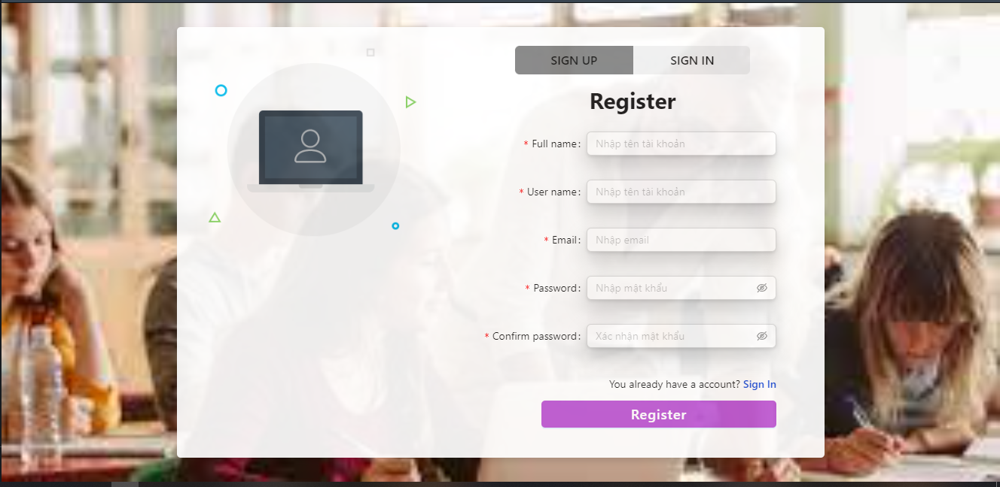 SIGN UP SIGN IN
Register
* Full name: Nhập tên tài khoản
* User name: Nhập tên tài khoản
* Email: Nhập email
* Password: Nhập mật khẩu
* Confirm password: Xác nhận mật khẩu
You already have a account? Sign In
Register